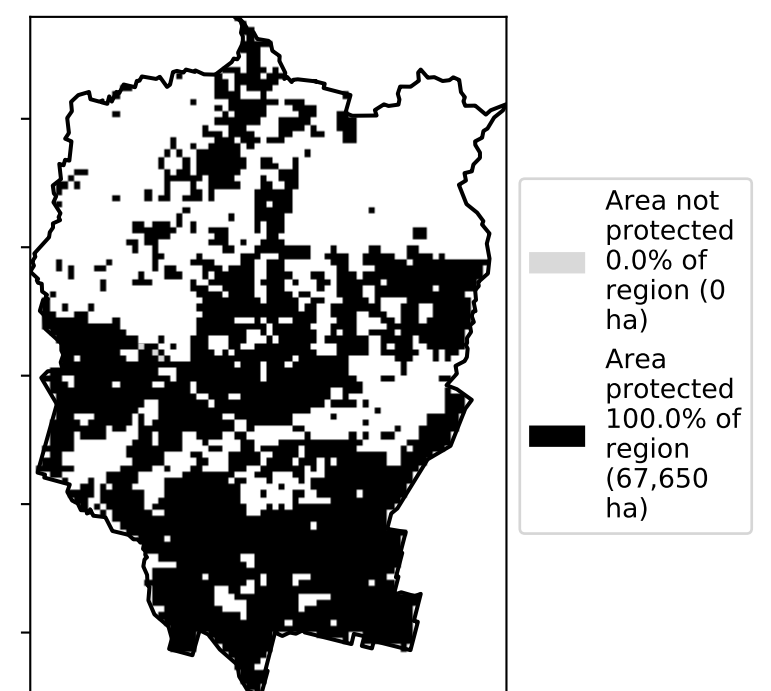 Area not
protected
0.0% of
region (0
ha)
Area
protected
100.0% of
region
(67,650
ha)